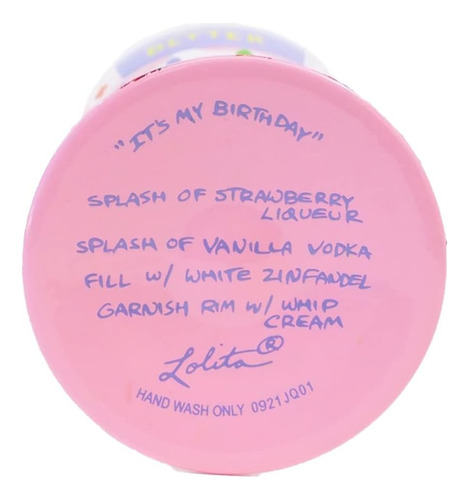 BETTER
"IT'S MY BIRTHDAY"
SPLASH OF STRAWBERRY
LIQUEUR
SPLASH OF VANILLA VODKA
FILL W/ WHITE ZINFANDEL
GARNISH RIM W/ WHIP
CREAM
Lolita®
HAND WASH ONLY 0921JQ01